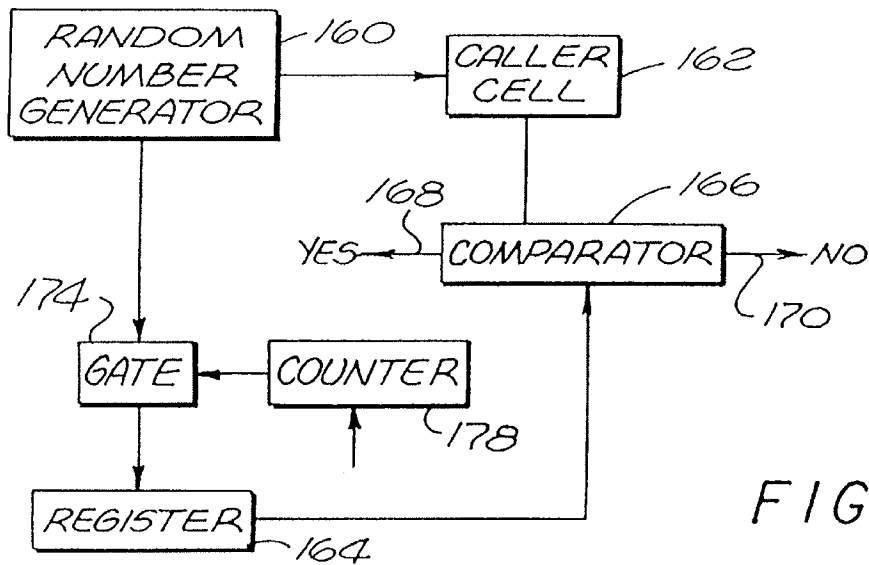 RANDOM
NUMBER
GENERATOR
160
CALLER
CELL
162
166
168
YES
COMPARATOR
NO
170
174
GATE
COUNTER
178
REGISTER
164
FIG